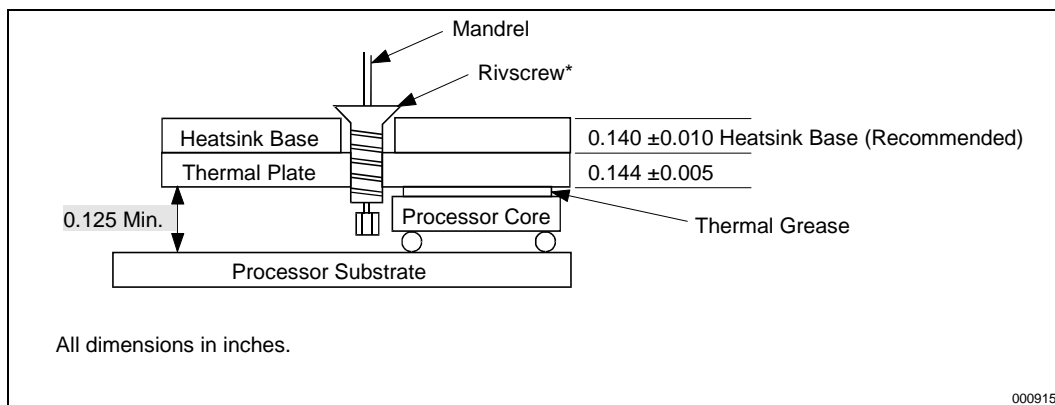 Mandrel
Rivscrew*
Heatsink Base
0.140 ±0.010 Heatsink Base (Recommended)
Thermal Plate
0.144 ±0.005
0.125 Min.
Processor Core
Thermal Grease
Processor Substrate
All dimensions in inches.
000915